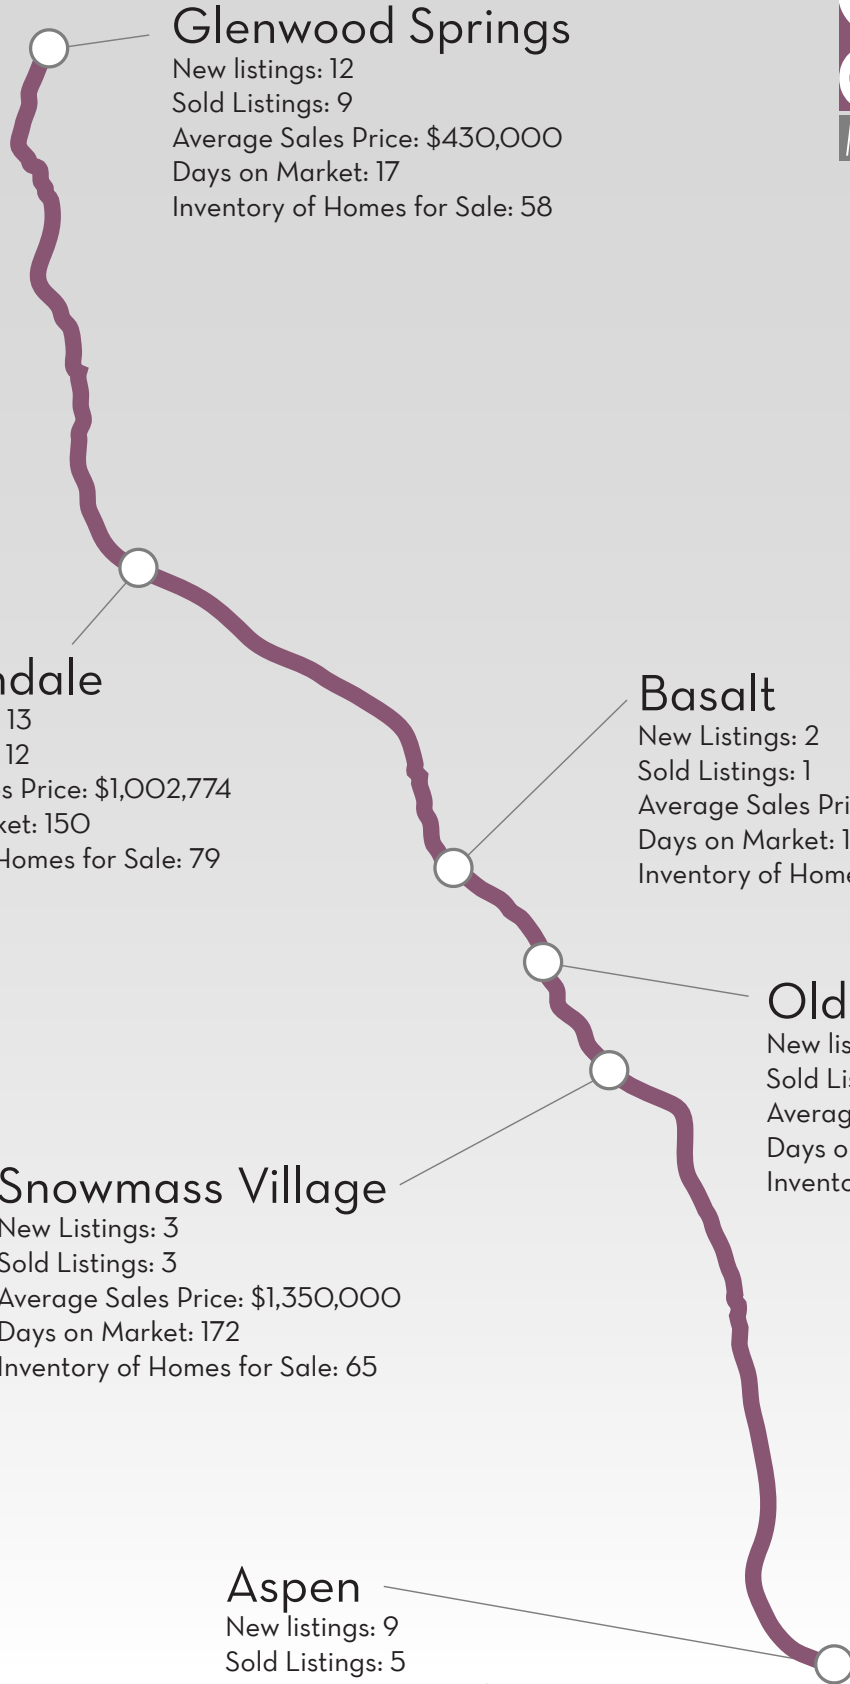 Glenwood Springs
New listings: 12
Sold Listings: 9
Average Sales Price: $430,000
Days on Market: 17
Inventory of Homes for Sale: 58
ndale
13
12
s Price: $1,002,774
ket: 150
Homes for Sale: 79
Basalt
New Listings: 2
Sold Listings: 1
Average Sales Pri
Days on Market: 1
Inventory of Home
Old
New lis
Sold Lis
Averag
Days o
Invento
Snowmass Village
New Listings: 3
Sold Listings: 3
Average Sales Price: $1,350,000
Days on Market: 172
Inventory of Homes for Sale: 65
Aspen
New listings: 9
Sold Listings: 5